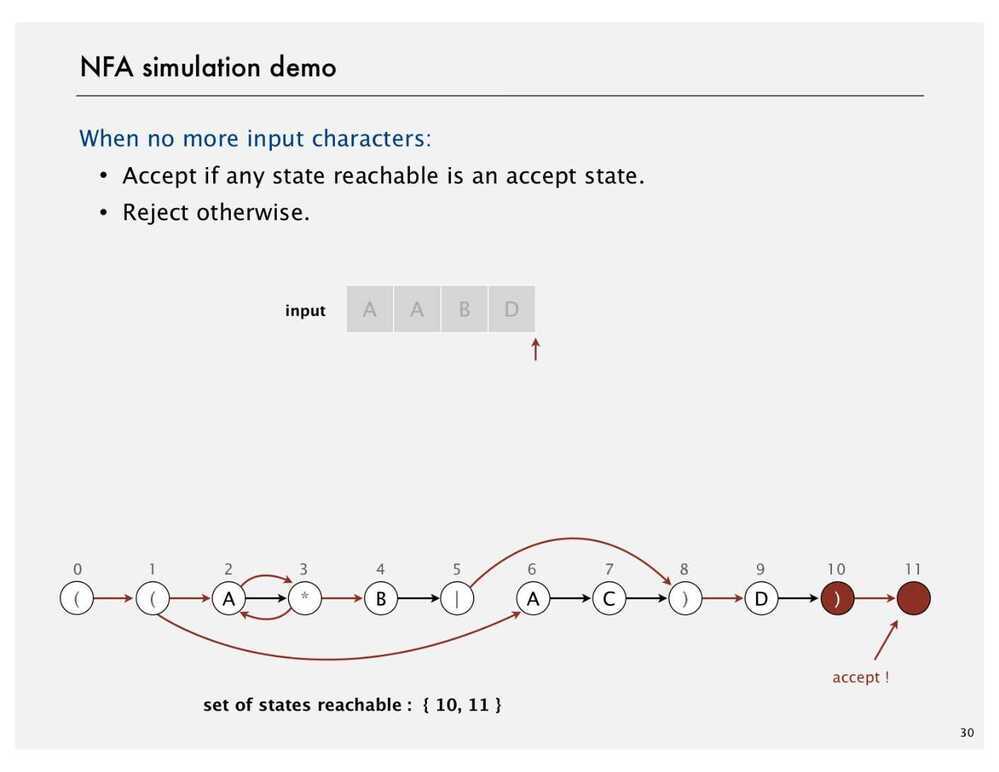 NFA simulation demo
When no more input characters:
• Accept if any state reachable is an accept state.
• Reject otherwise.
input A A B D
0 1 2 3 4 5 6 7 8 9 10 11
( ( A * B | A C ) D )
accept !
set of states reachable : { 10, 11 }
30